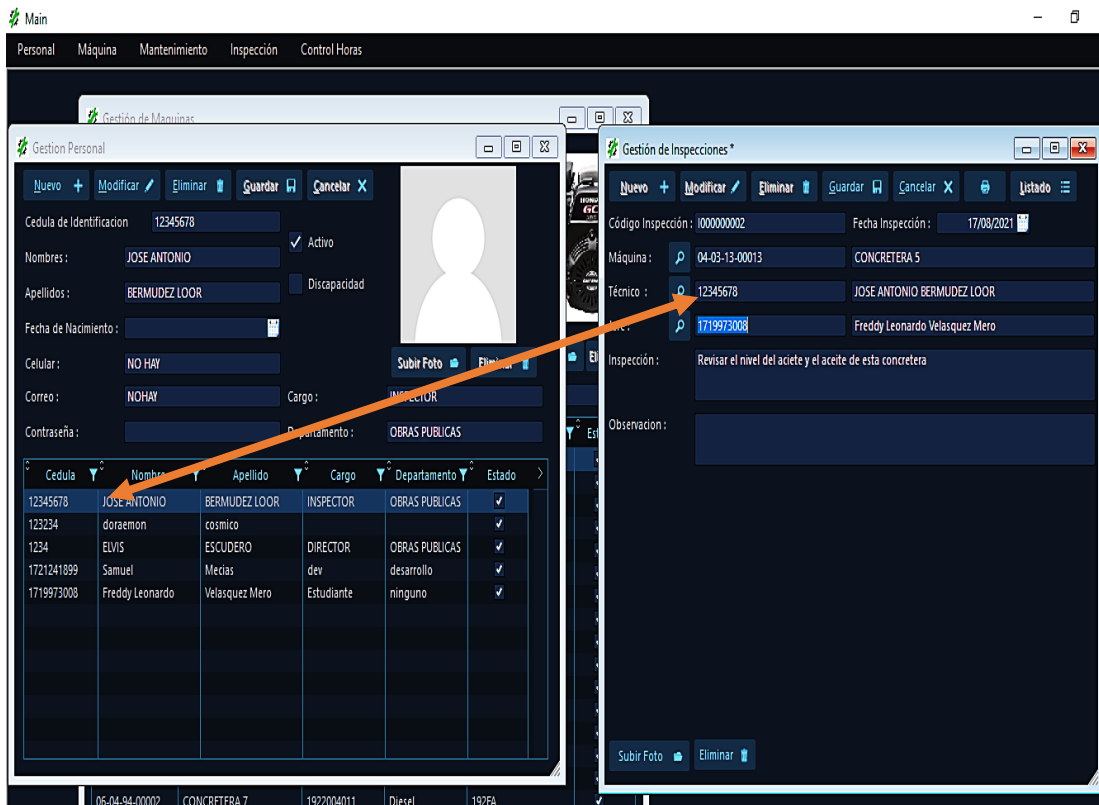 Main
Personal Máquina Mantenimiento Inspección Control Horas
Gestión de Maquinas
Gestion Personal
Nuevo Modificar Eliminar Guardar Cancelar
Cedula de Identificacion 12345678
Activo
Nombres : JOSE ANTONIO
Discapacidad
Apellidos : BERMUDEZ LOOR
Fecha de Nacimiento :
Celular : NO HAY
Subir Foto Eliminar
Correo : NOHAY Cargo : INSPECTOR
Contraseña : Departamento : OBRAS PUBLICAS
Cedula Nombre Apellido Cargo Departamento Estado
12345678 JOSE ANTONIO BERMUDEZ LOOR INSPECTOR OBRAS PUBLICAS
123234 doraemon cosmico
1234 ELVIS ESCUDERO DIRECTOR OBRAS PUBLICAS
1721241899 Samuel Mecias dev desarrollo
1719973008 Freddy Leonardo Velasquez Mero Estudiante ninguno
Gestión de Inspecciones *
Nuevo Modificar Eliminar Guardar Cancelar Listado
Código Inspección : I000000002 Fecha Inspección : 17/08/2021
Máquina : 04-03-13-00013 CONCRETERA 5
Técnico : 12345678 JOSE ANTONIO BERMUDEZ LOOR
1719973008 Freddy Leonardo Velasquez Mero
Inspección : Revisar el nivel del aciete y el aceite de esta concretera
Observacion :
Subir Foto Eliminar
06-04-94-00002 CONCRETERA 7 1922004011 Diesel 192FA